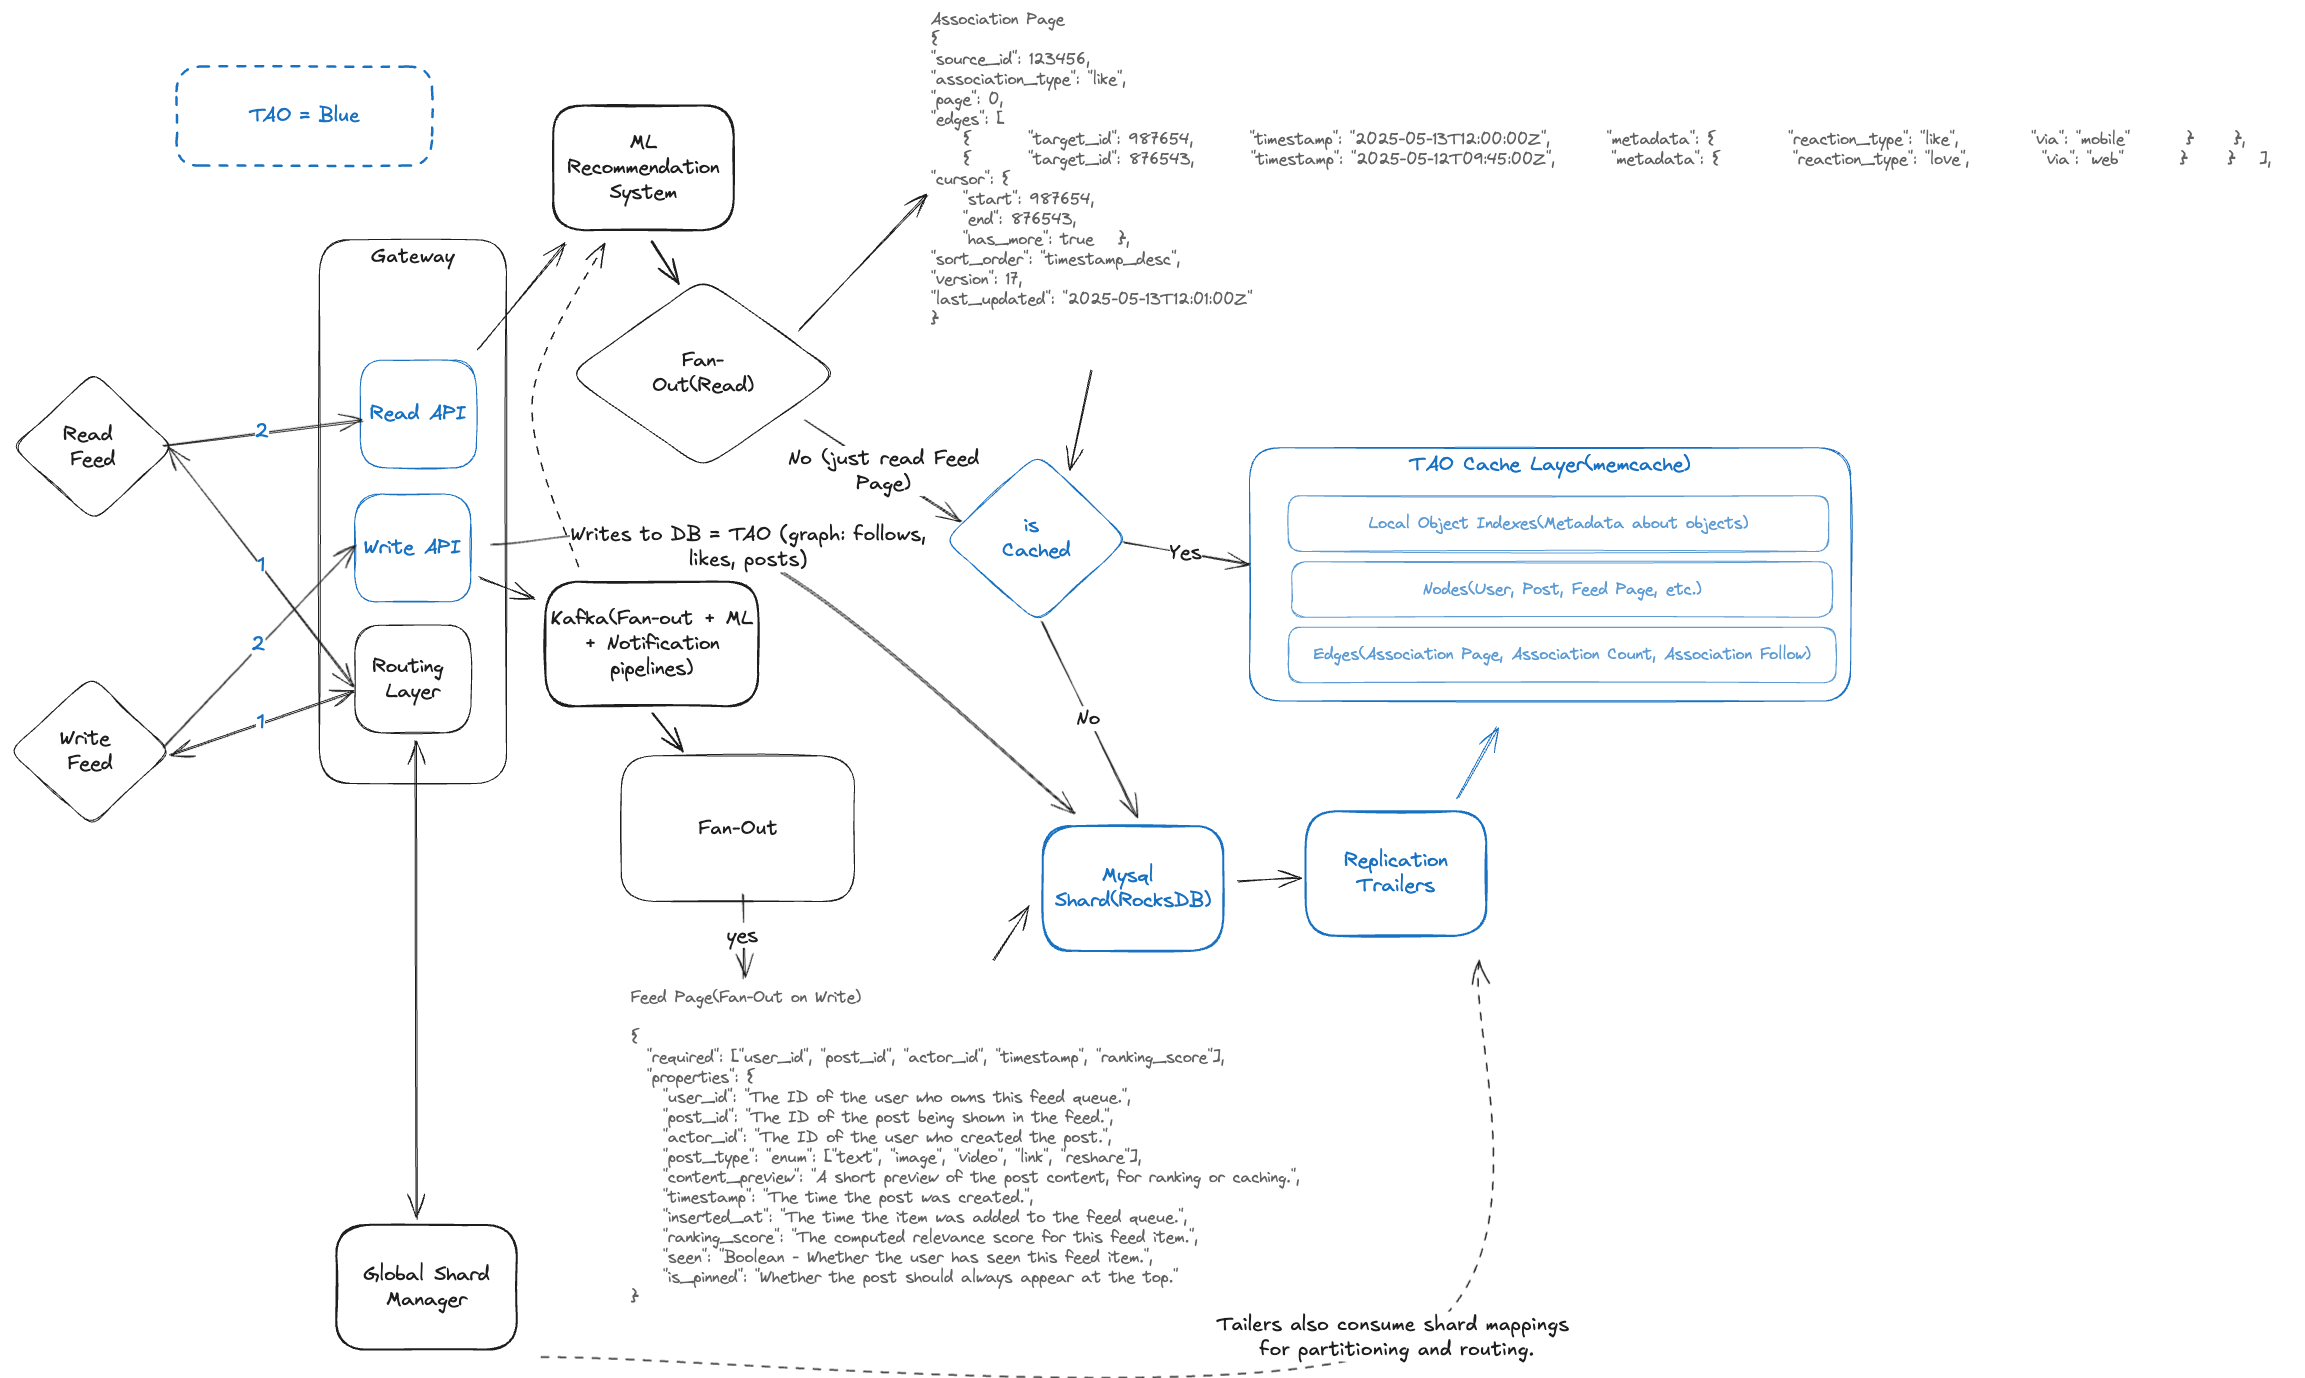 Association Page
{
"source_id": 123456,
"association_type": "like",
"page": 0,
"edges": [
{ "target_id": 987654, "timestamp": "2025-05-13T12:00:00Z", "metadata": { "reaction_type": "like", "via": "mobile" } },
{ "target_id": 876543, "timestamp": "2025-05-12T09:45:00Z", "metadata": { "reaction_type": "love", "via": "web" } } ],
"cursor": {
"start": 987654,
"end": 876543,
"has_more": true },
"sort_order": "timestamp_desc",
"version": 17,
"last_updated": "2025-05-13T12:01:00Z"
}
TAO = Blue
ML
Recommendation
System
Gateway
Fan-
Out(Read)
Read API
Read
Feed
2
No (just read Feed
Page)
TAO Cache Layer(memcache)
Local Object Indexes(Metadata about objects)
Nodes(User, Post, Feed Page, etc.)
Edges(Association Page, Association Count, Association Follow)
is
Cached
Yes
Write API
Writes to DB = TAO (graph: follows,
likes, posts)
1
2
Kafka(Fan-out + ML
+ Notification
pipelines)
Routing
Layer
1
Write
Feed
No
Fan-Out
Mysql
Shard(RocksDB)
Replication
Trailers
yes
Feed Page(Fan-Out on Write)
{
"required": ["user_id", "post_id", "actor_id", "timestamp", "ranking_score"],
"properties": {
"user_id": "The ID of the user who owns this feed queue.",
"post_id": "The ID of the post being shown in the feed.",
"actor_id": "The ID of the user who created the post.",
"post_type": "enum": ["text", "image", "video", "link", "reshare"],
"content_preview": "A short preview of the post content, for ranking or caching.",
"timestamp": "The time the post was created.",
"inserted_at": "The time the item was added to the feed queue.",
"ranking_score": "The computed relevance score for this feed item.",
"seen": "Boolean - Whether the user has seen this feed item.",
"is_pinned": "Whether the post should always appear at the top."
}
Global Shard
Manager
Tailers also consume shard mappings
for partitioning and routing.